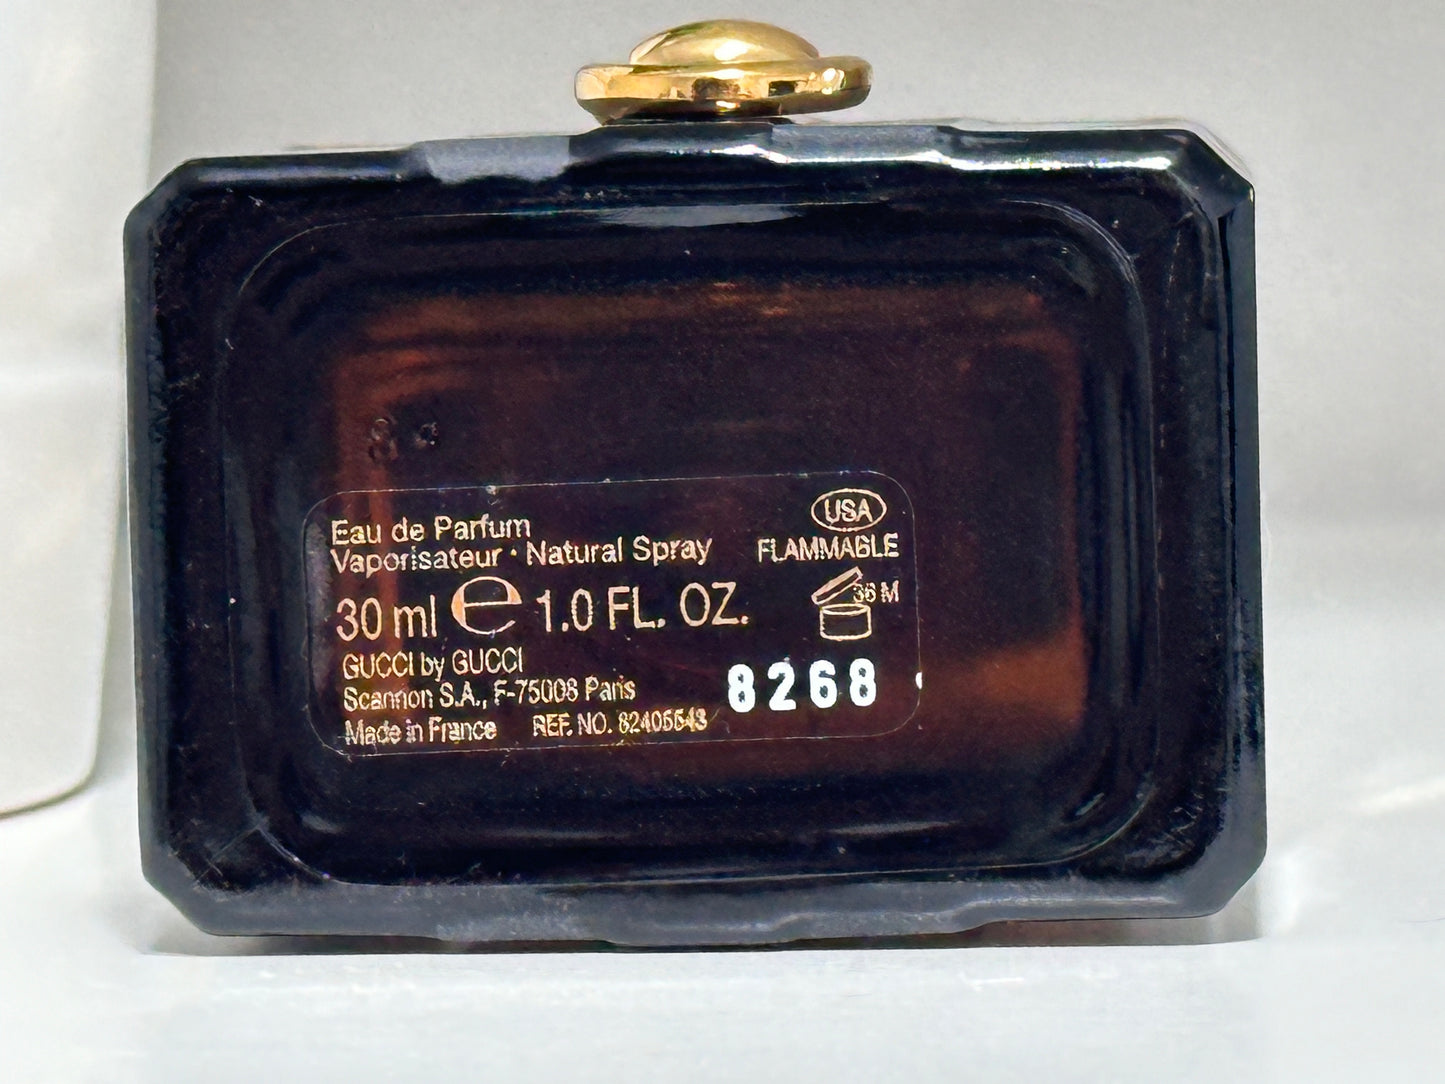 Eau de Parfum
Vaporisateur · Natural Spray
30 ml e 1.0 FL. OZ.
GUCCI by GUCCI
Scannon S.A., F-75008 Paris
Made in France REF. NO. 82405543
USA
FLAMMABLE
36 M
8268